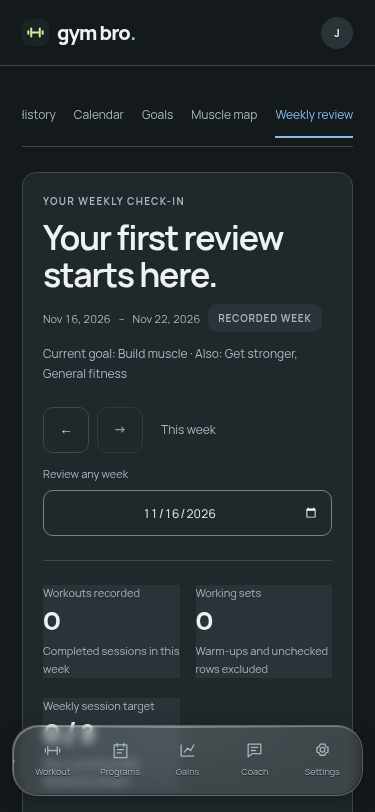 gym bro.
J
History Calendar Goals Muscle map Weekly review
YOUR WEEKLY CHECK-IN
Your first review
starts here.
Nov 16, 2026 – Nov 22, 2026 RECORDED WEEK
Current goal: Build muscle · Also: Get stronger,
General fitness
← → This week
Review any week
11/16/2026
Workouts recorded
0
Completed sessions in this
week
Working sets
0
Warm-ups and unchecked
rows excluded
Weekly session target
0 / 3
Workout Programs Gains Coach Settings